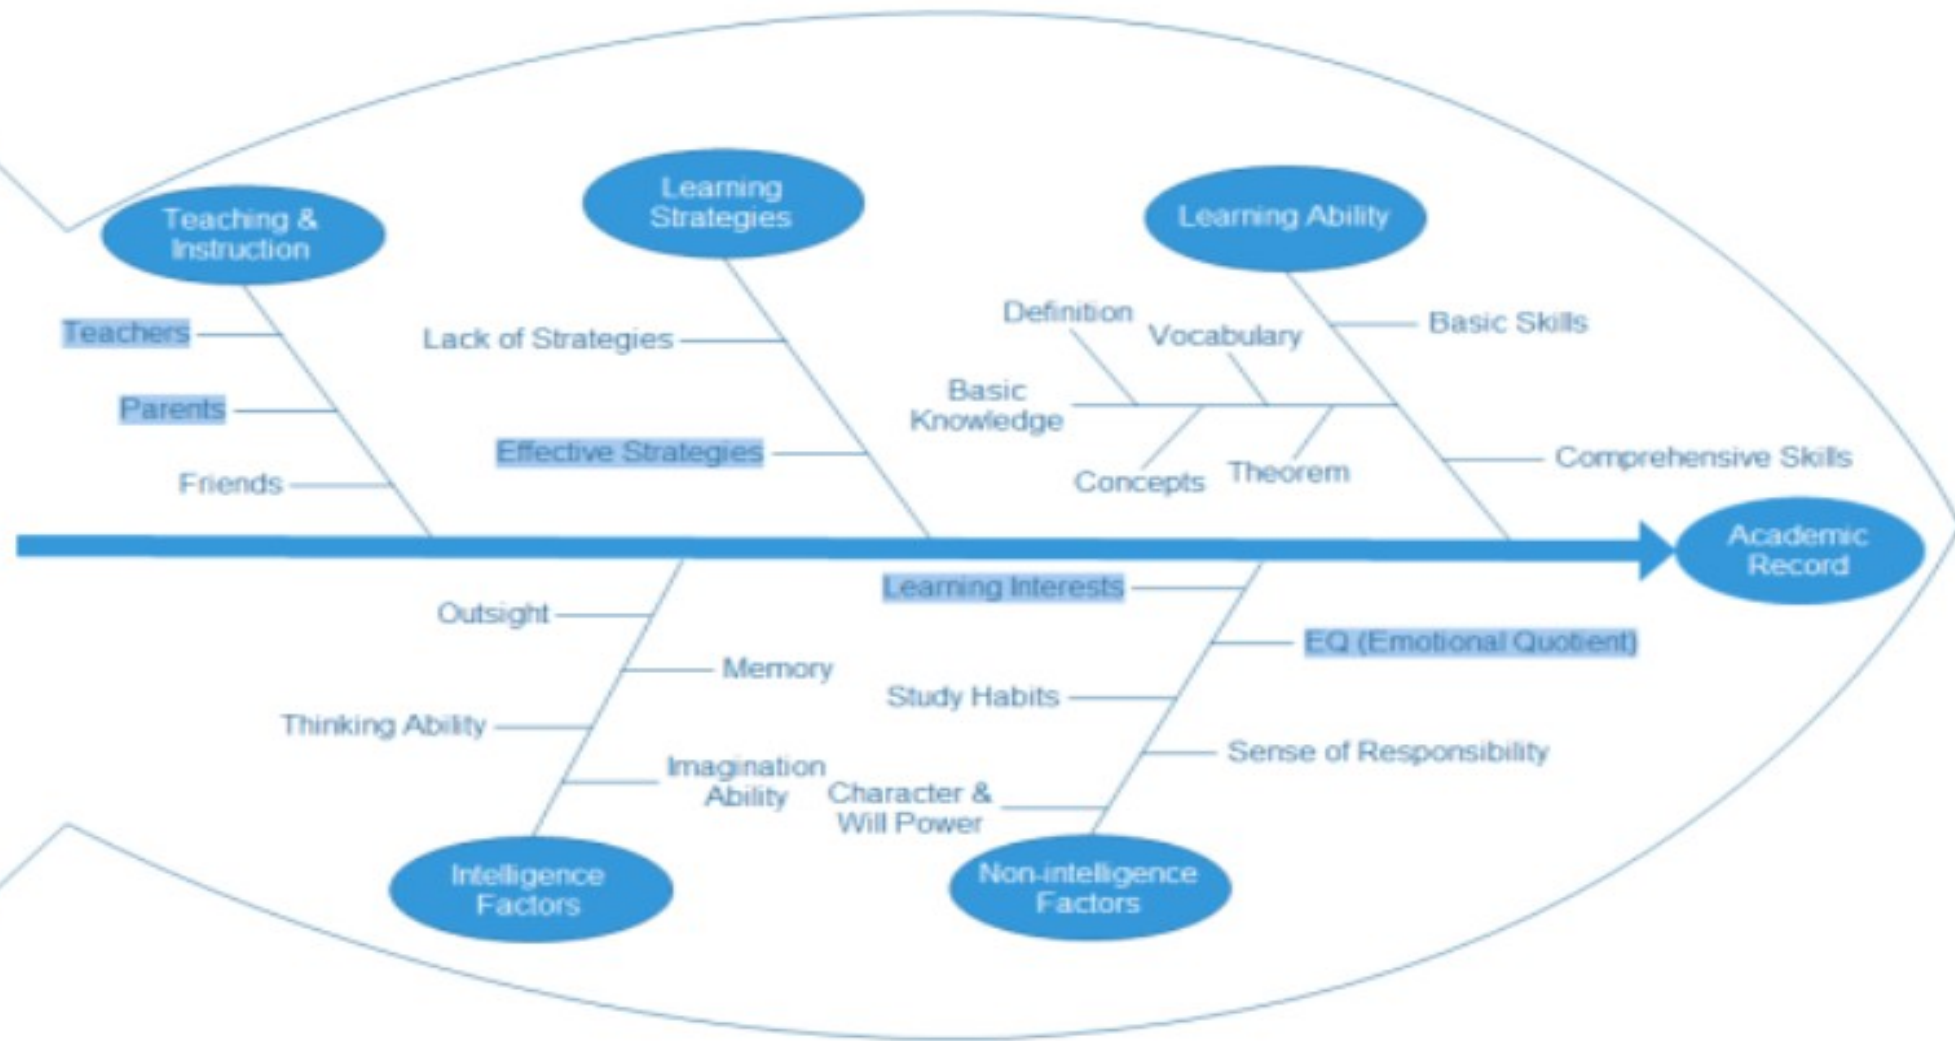 Teaching &
Instruction
Teachers
Parents
Friends
Learning
Strategies
Lack of Strategies
Effective Strategies
Learning Ability
Definition
Vocabulary
Basic Skills
Basic
Knowledge
Concepts
Theorem
Comprehensive Skills
Academic
Record
Outsight
Memory
Thinking Ability
Imagination
Ability
Intelligence
Factors
Learning Interests
EQ (Emotional Quotient)
Study Habits
Sense of Responsibility
Character &
Will Power
Non-intelligence
Factors